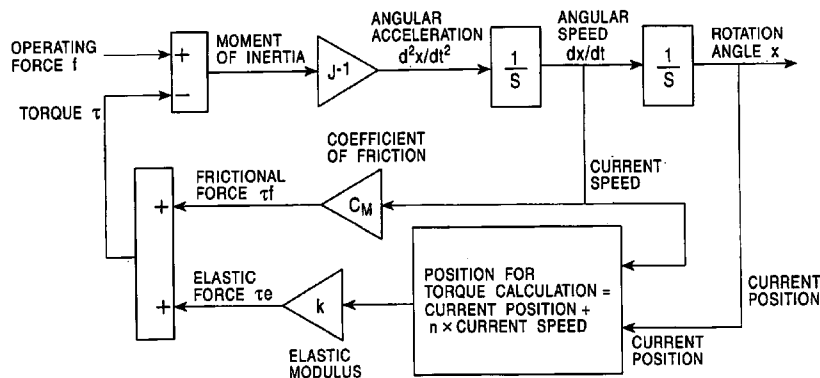 OPERATING
FORCE f
+
−
TORQUE τ
MOMENT
OF INERTIA
J-1
ANGULAR
ACCELERATION
d²x/dt²
1
S
ANGULAR
SPEED
dx/dt
1
S
ROTATION
ANGLE x
COEFFICIENT
OF FRICTION
CURRENT
SPEED
FRICTIONAL
FORCE τf
+
CM
ELASTIC
FORCE τe
+
k
ELASTIC
MODULUS
POSITION FOR
TORQUE CALCULATION =
CURRENT POSITION +
n × CURRENT SPEED
CURRENT
POSITION
CURRENT
POSITION